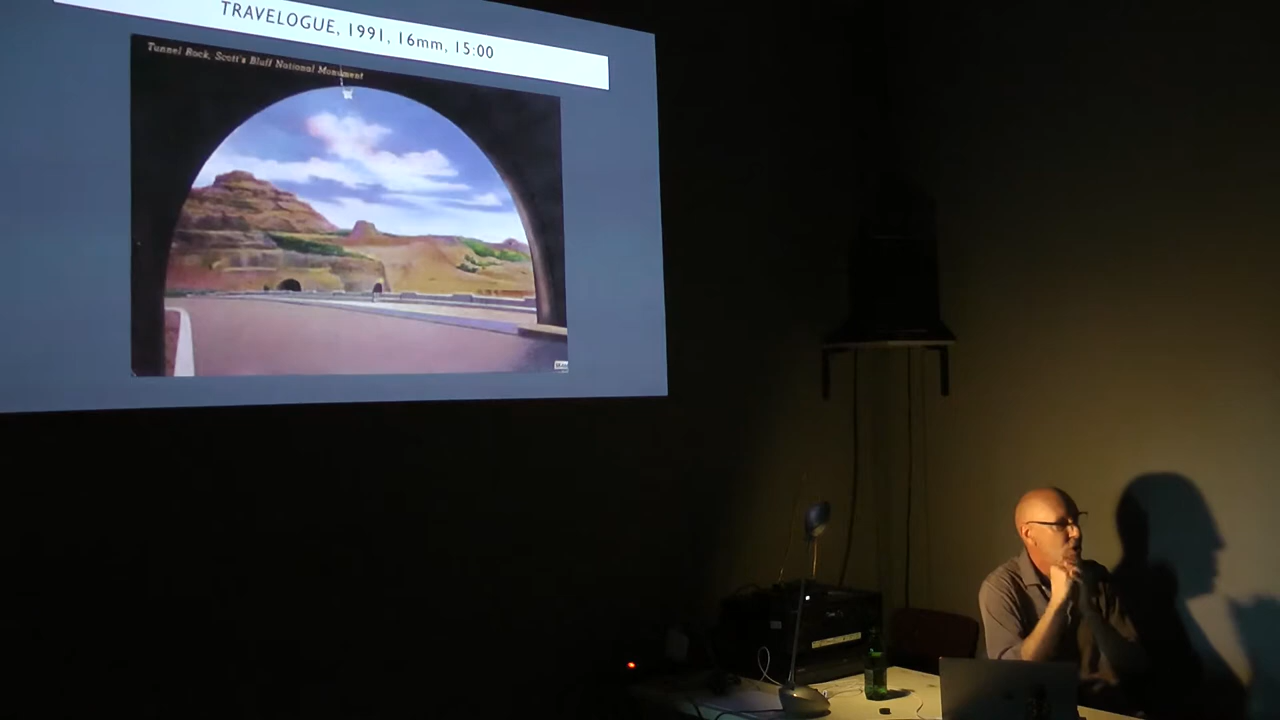 TRAVELOGUE, 1991, 16mm, 15:00
Tunnel Rock, Scott's Bluff National Monument